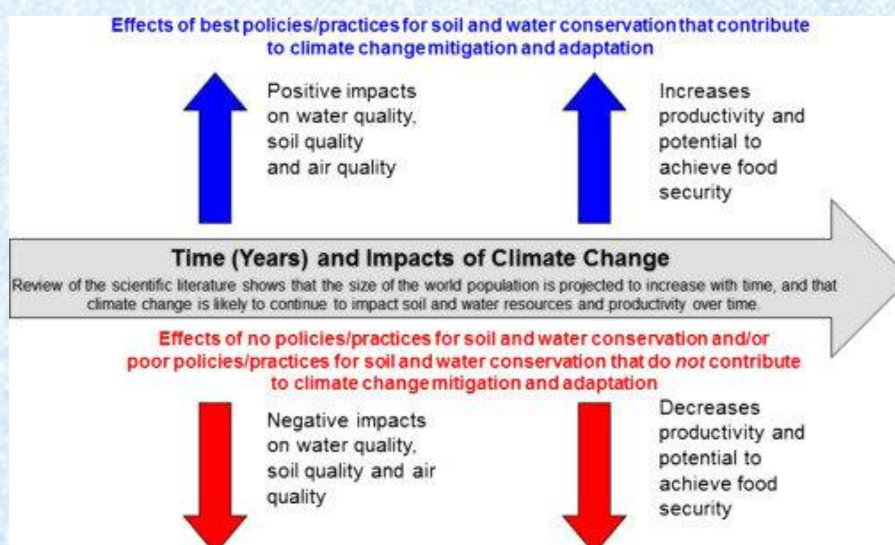 Effects of best policies/practices for soil and water conservation that contribute
to climate change mitigation and adaptation
Positive impacts
on water quality,
soil quality
and air quality
Increases
productivity and
potential to
achieve food
security
Time (Years) and Impacts of Climate Change
Review of the scientific literature shows that the size of the world population is projected to increase with time, and that
climate change is likely to continue to impact soil and water resources and productivity over time.
Effects of no policies/practices for soil and water conservation and/or
poor policies/practices for soil and water conservation that do not contribute
to climate change mitigation and adaptation
Negative impacts
on water quality,
soil quality and air
quality
Decreases
productivity and
potential to
achieve food
security